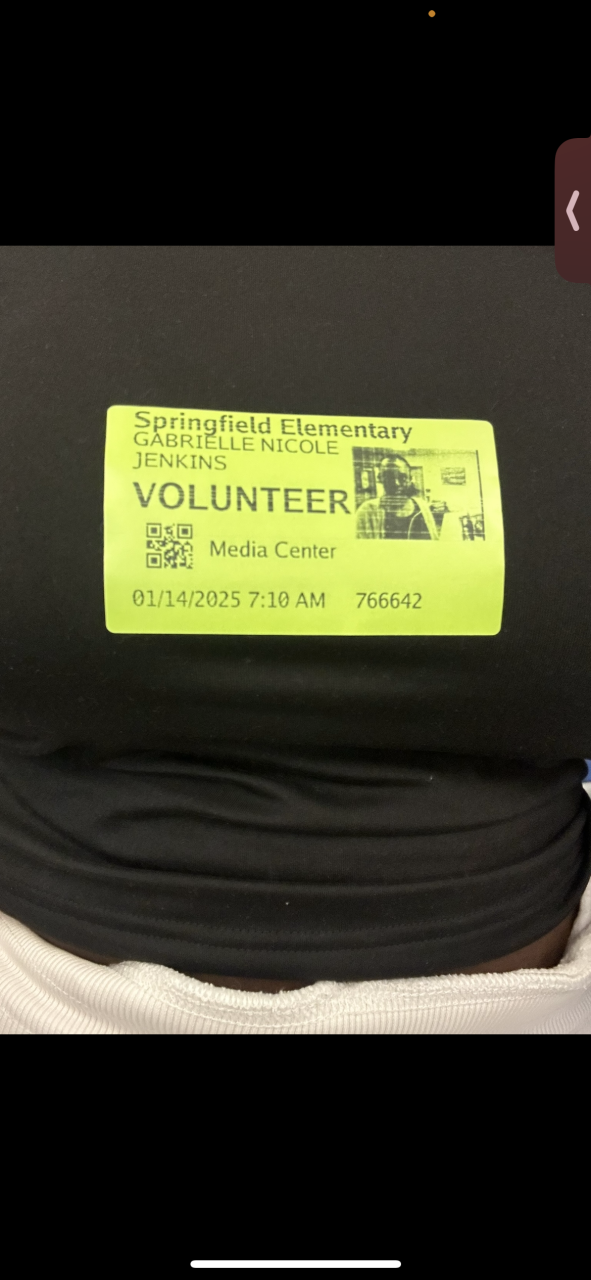 Springfield Elementary
GABRIELLE NICOLE
JENKINS
VOLUNTEER
Media Center
01/14/2025 7:10 AM 766642